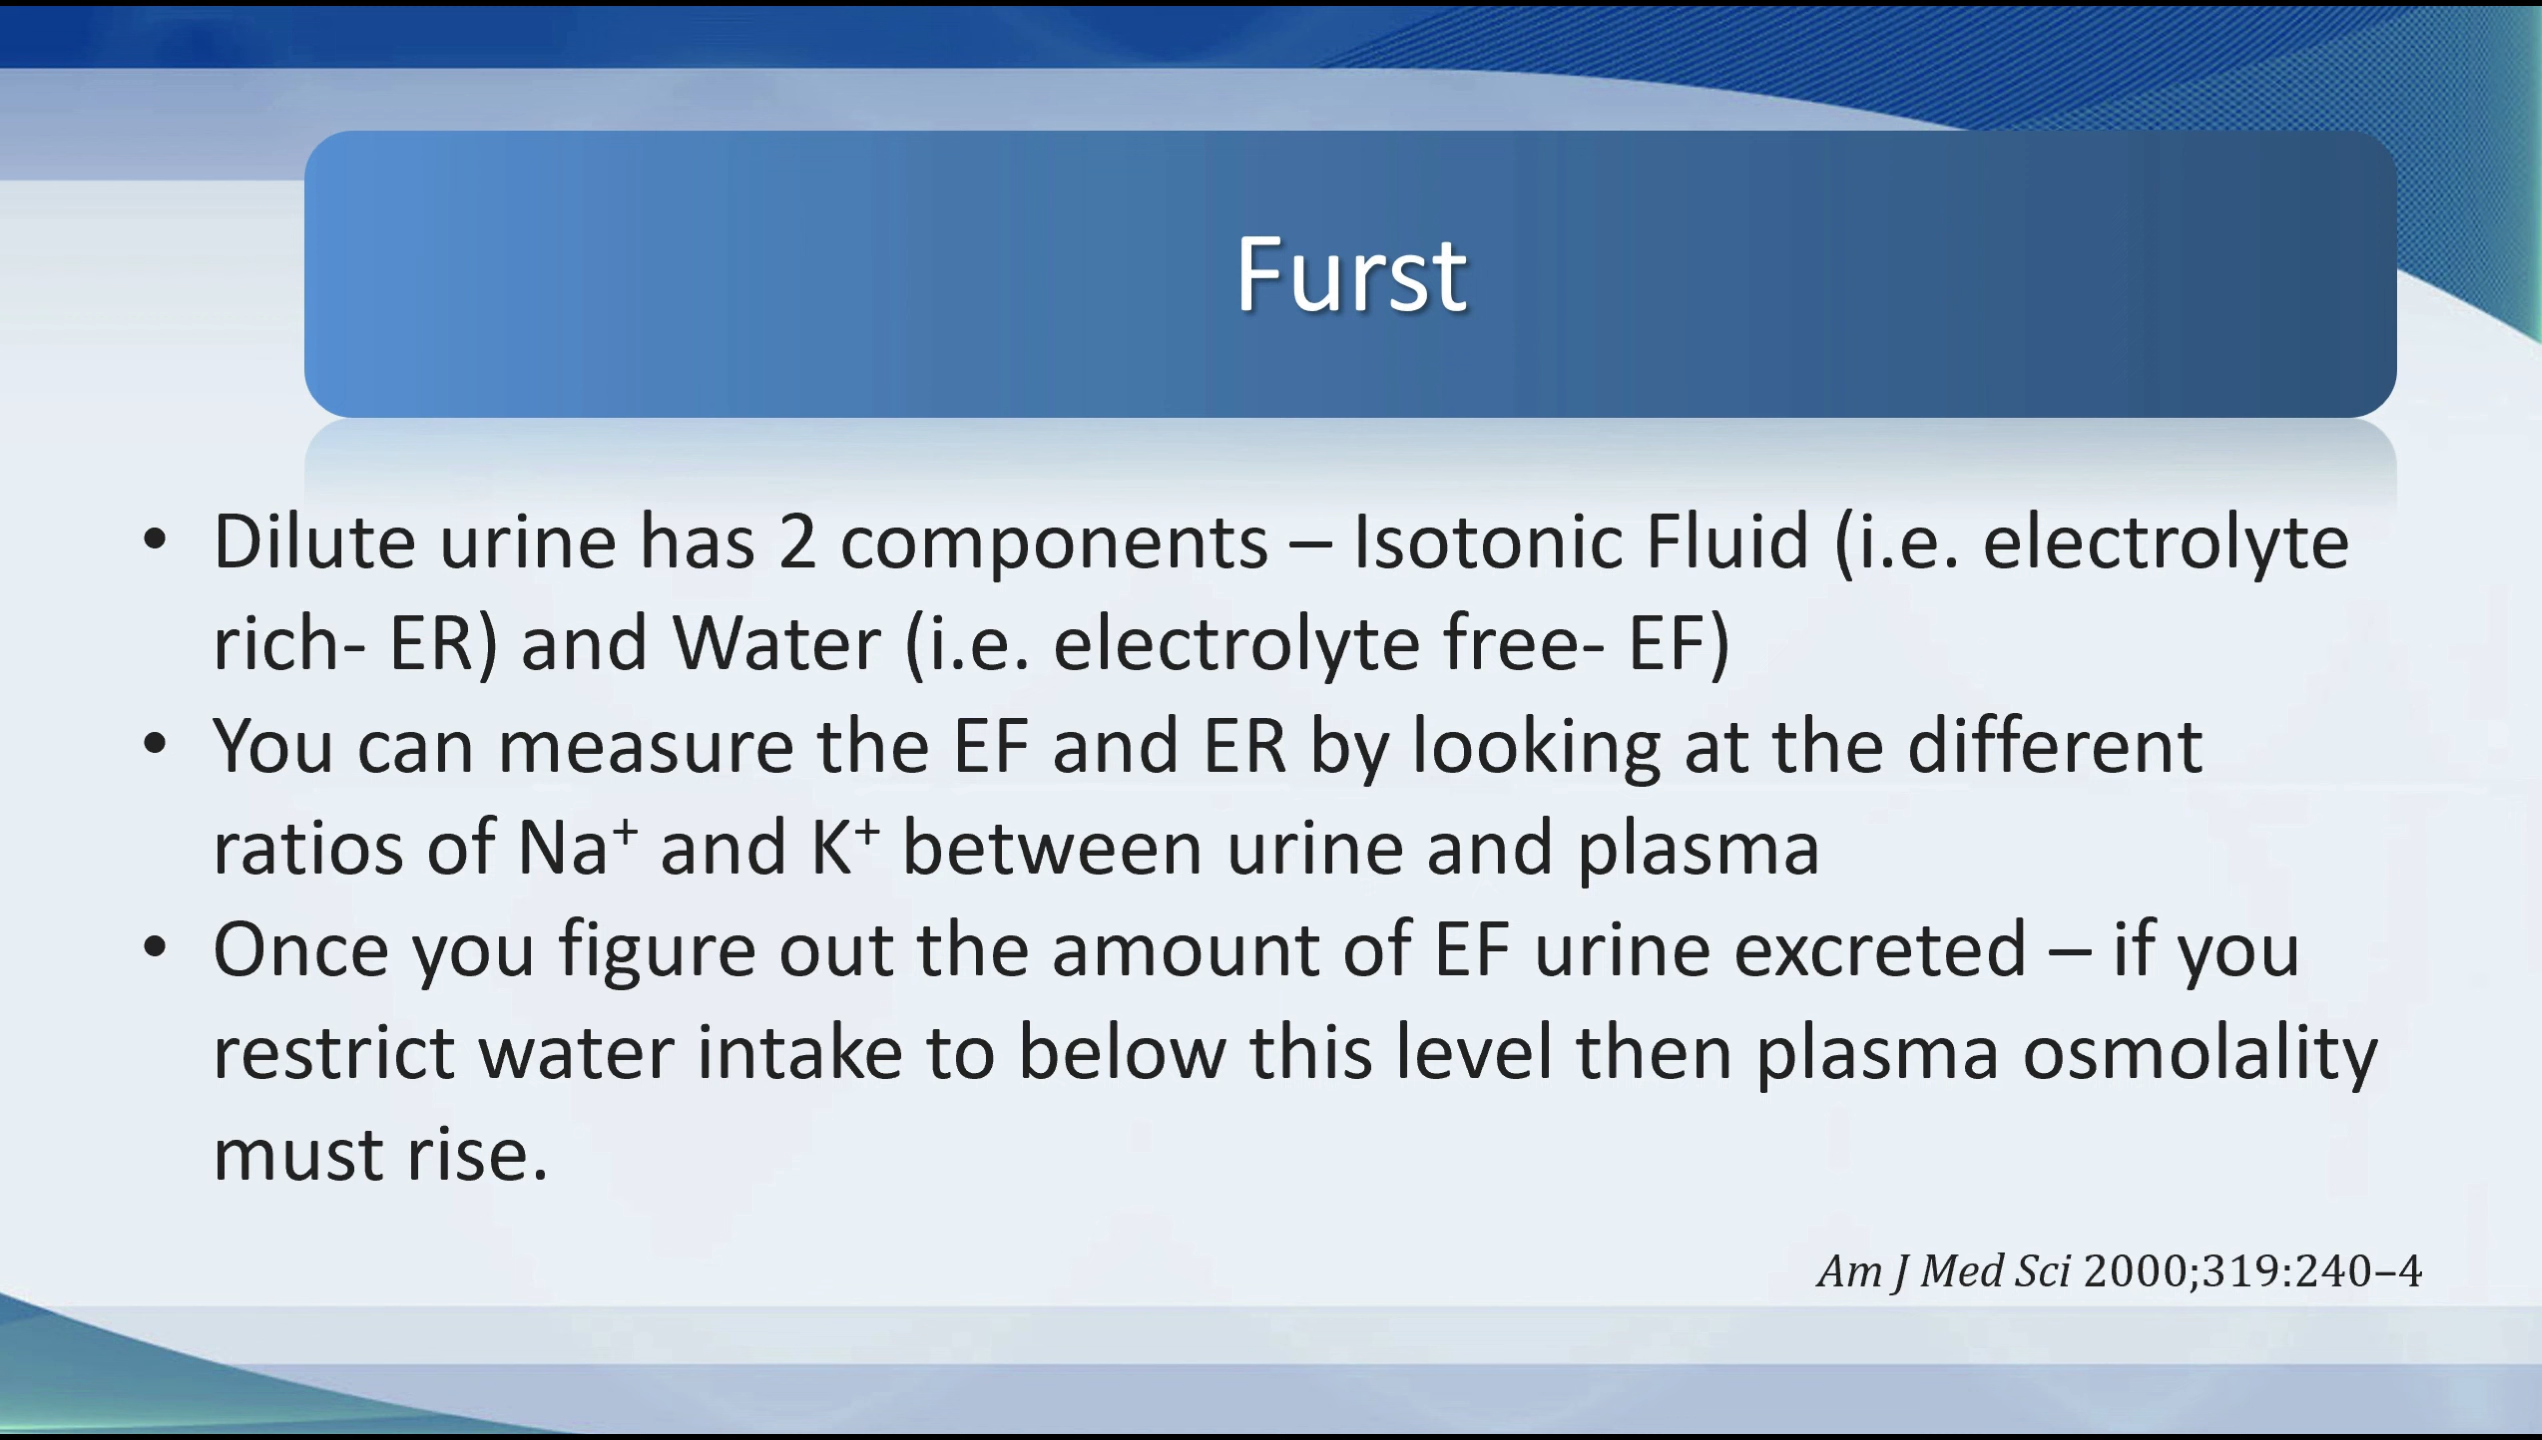 Furst
• Dilute urine has 2 components – Isotonic Fluid (i.e. electrolyte
rich- ER) and Water (i.e. electrolyte free- EF)
• You can measure the EF and ER by looking at the different
ratios of Na⁺ and K⁺ between urine and plasma
• Once you figure out the amount of EF urine excreted – if you
restrict water intake to below this level then plasma osmolality
must rise.
Am J Med Sci 2000;319:240–4